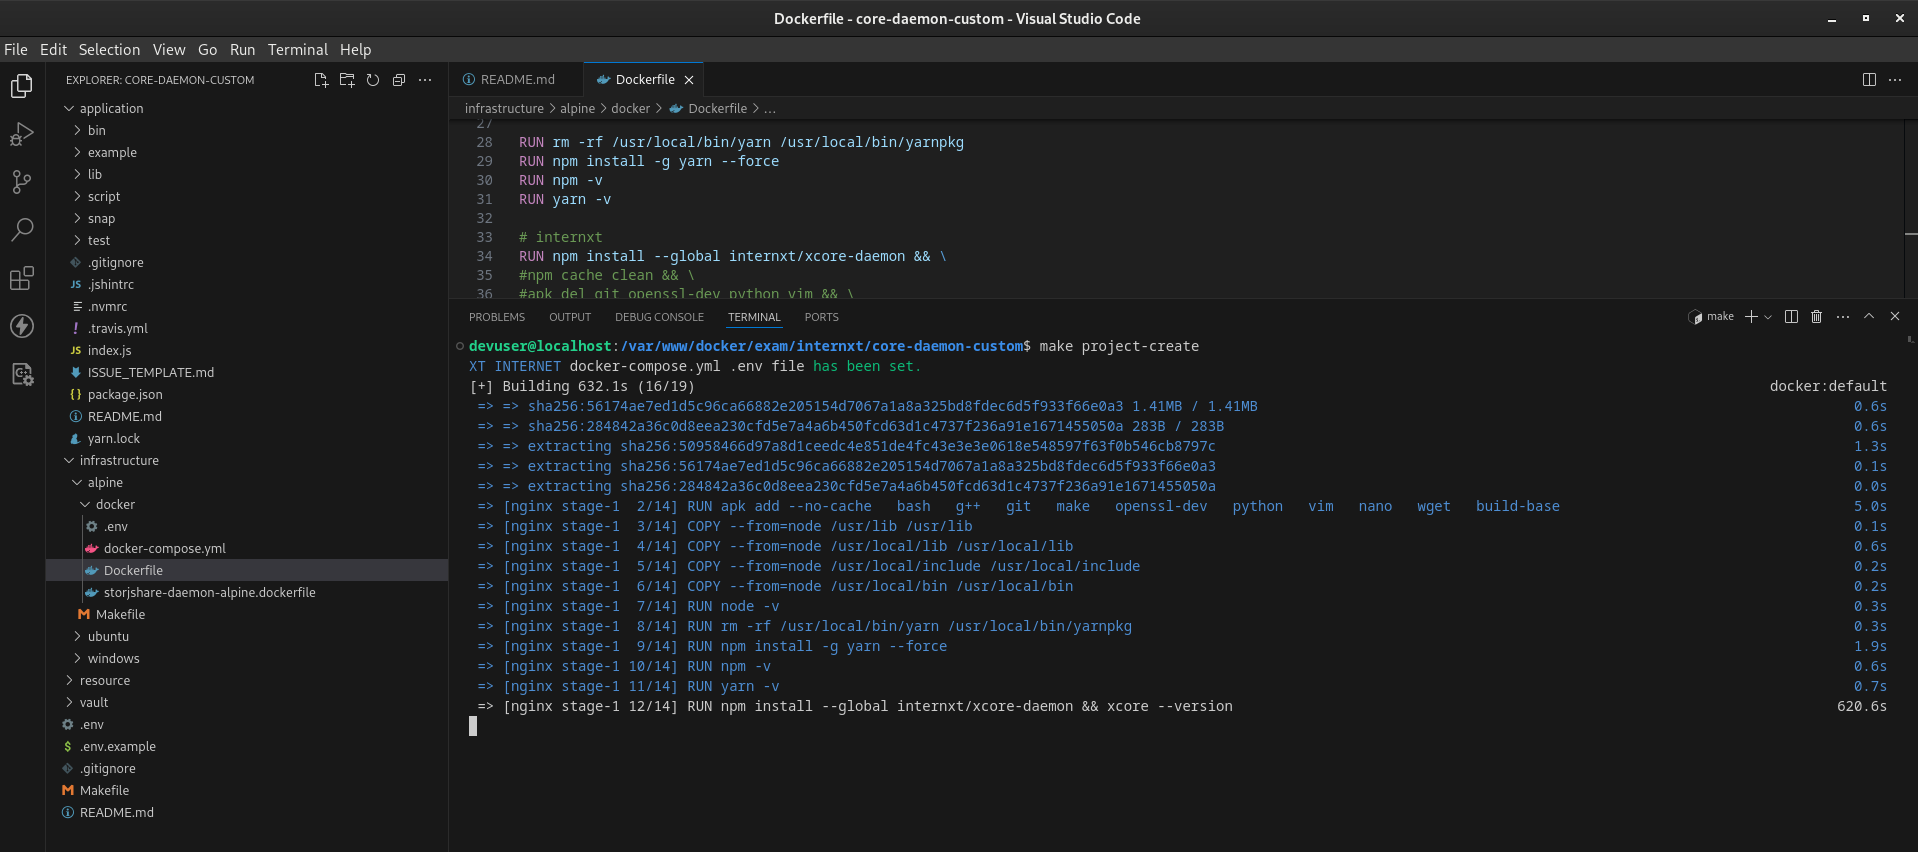 Dockerfile - core-daemon-custom - Visual Studio Code
File Edit Selection View Go Run Terminal Help
EXPLORER: CORE-DAEMON-CUSTOM
application
bin
example
lib
script
snap
test
.gitignore
JS .jshintrc
.nvmrc
! .travis.yml
JS index.js
ISSUE_TEMPLATE.md
{} package.json
README.md
yarn.lock
infrastructure
alpine
docker
.env
docker-compose.yml
Dockerfile
storjshare-daemon-alpine.dockerfile
M Makefile
ubuntu
windows
resource
vault
.env
$ .env.example
.gitignore
M Makefile
README.md
README.md
Dockerfile
infrastructure > alpine > docker > Dockerfile > ...
27
28 RUN rm -rf /usr/local/bin/yarn /usr/local/bin/yarnpkg
29 RUN npm install -g yarn --force
30 RUN npm -v
31 RUN yarn -v
32
33 # internxt
34 RUN npm install --global internxt/xcore-daemon && \
35 #npm cache clean && \
36 #apk del git openssl-dev python vim && \
PROBLEMS OUTPUT DEBUG CONSOLE TERMINAL PORTS
make
devuser@localhost:/var/www/docker/exam/internxt/core-daemon-custom$ make project-create
XT INTERNET docker-compose.yml .env file has been set.
[+] Building 632.1s (16/19) docker:default
=> => sha256:56174ae7ed1d5c96ca66882e205154d7067a1a8a325bd8fdec6d5f933f66e0a3 1.41MB / 1.41MB 0.6s
=> => sha256:284842a36c0d8eea230cfd5e7a4a6b450fcd63d1c4737f236a91e1671455050a 283B / 283B 0.6s
=> => extracting sha256:50958466d97a8d1ceedc4e851de4fc43e3e3e0618e548597f63f0b546cb8797c 1.3s
=> => extracting sha256:56174ae7ed1d5c96ca66882e205154d7067a1a8a325bd8fdec6d5f933f66e0a3 0.1s
=> => extracting sha256:284842a36c0d8eea230cfd5e7a4a6b450fcd63d1c4737f236a91e1671455050a 0.0s
=> [nginx stage-1 2/14] RUN apk add --no-cache bash g++ git make openssl-dev python vim nano wget build-base 5.0s
=> [nginx stage-1 3/14] COPY --from=node /usr/lib /usr/lib 0.1s
=> [nginx stage-1 4/14] COPY --from=node /usr/local/lib /usr/local/lib 0.6s
=> [nginx stage-1 5/14] COPY --from=node /usr/local/include /usr/local/include 0.2s
=> [nginx stage-1 6/14] COPY --from=node /usr/local/bin /usr/local/bin 0.2s
=> [nginx stage-1 7/14] RUN node -v 0.3s
=> [nginx stage-1 8/14] RUN rm -rf /usr/local/bin/yarn /usr/local/bin/yarnpkg 0.3s
=> [nginx stage-1 9/14] RUN npm install -g yarn --force 1.9s
=> [nginx stage-1 10/14] RUN npm -v 0.6s
=> [nginx stage-1 11/14] RUN yarn -v 0.7s
=> [nginx stage-1 12/14] RUN npm install --global internxt/xcore-daemon && xcore --version 620.6s